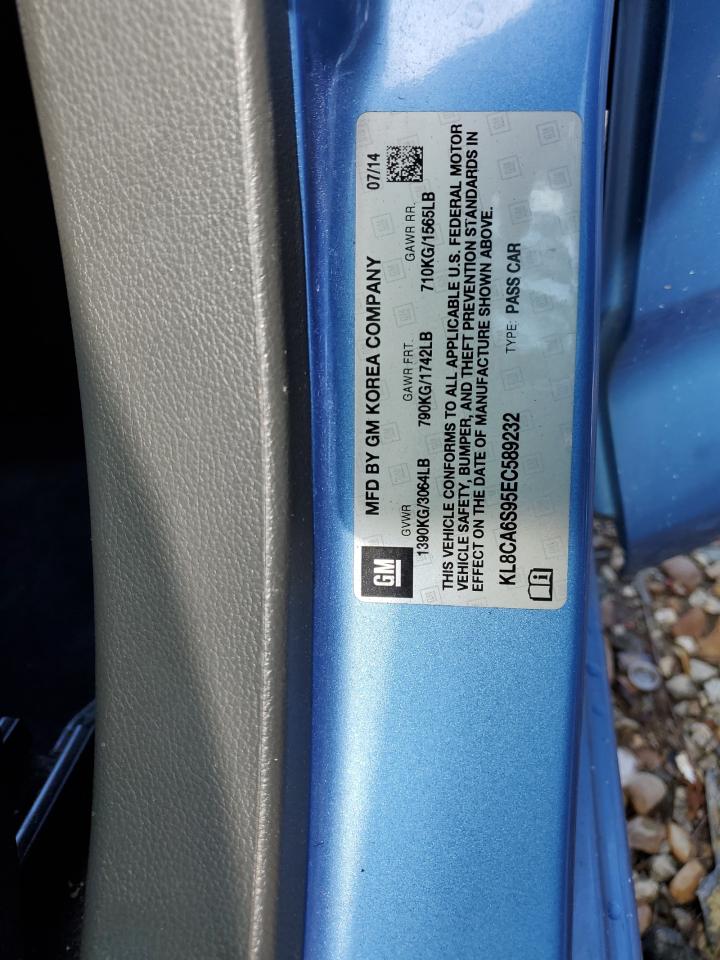 MFD BY GM KOREA COMPANY 07/14
GM
GVWR GAWR FRT. GAWR RR.
1390KG/3064LB 790KG/1742LB 710KG/1565LB
THIS VEHICLE CONFORMS TO ALL APPLICABLE U.S. FEDERAL MOTOR
VEHICLE SAFETY, BUMPER, AND THEFT PREVENTION STANDARDS IN
EFFECT ON THE DATE OF MANUFACTURE SHOWN ABOVE.
KL8CA6S95EC589232 TYPE: PASS CAR